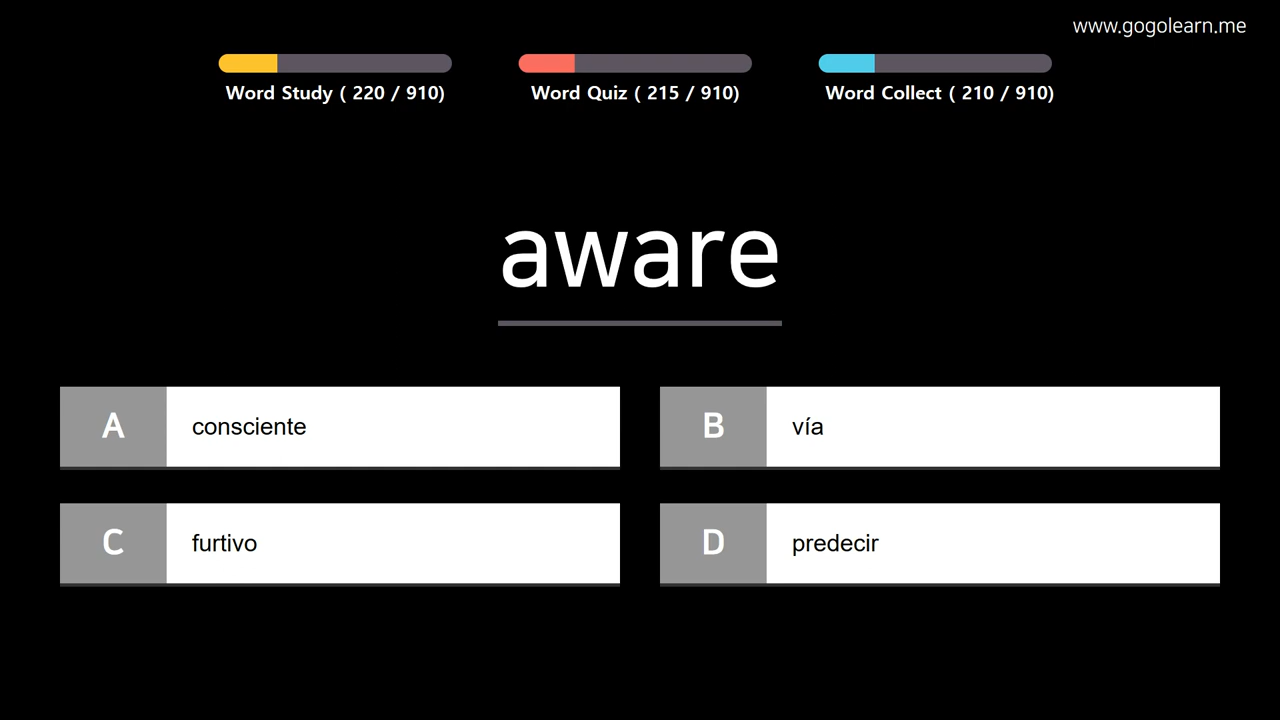 www.gogolearn.me
Word Study ( 220 / 910)
Word Quiz ( 215 / 910)
Word Collect ( 210 / 910)
aware
A consciente
B vía
C furtivo
D predecir